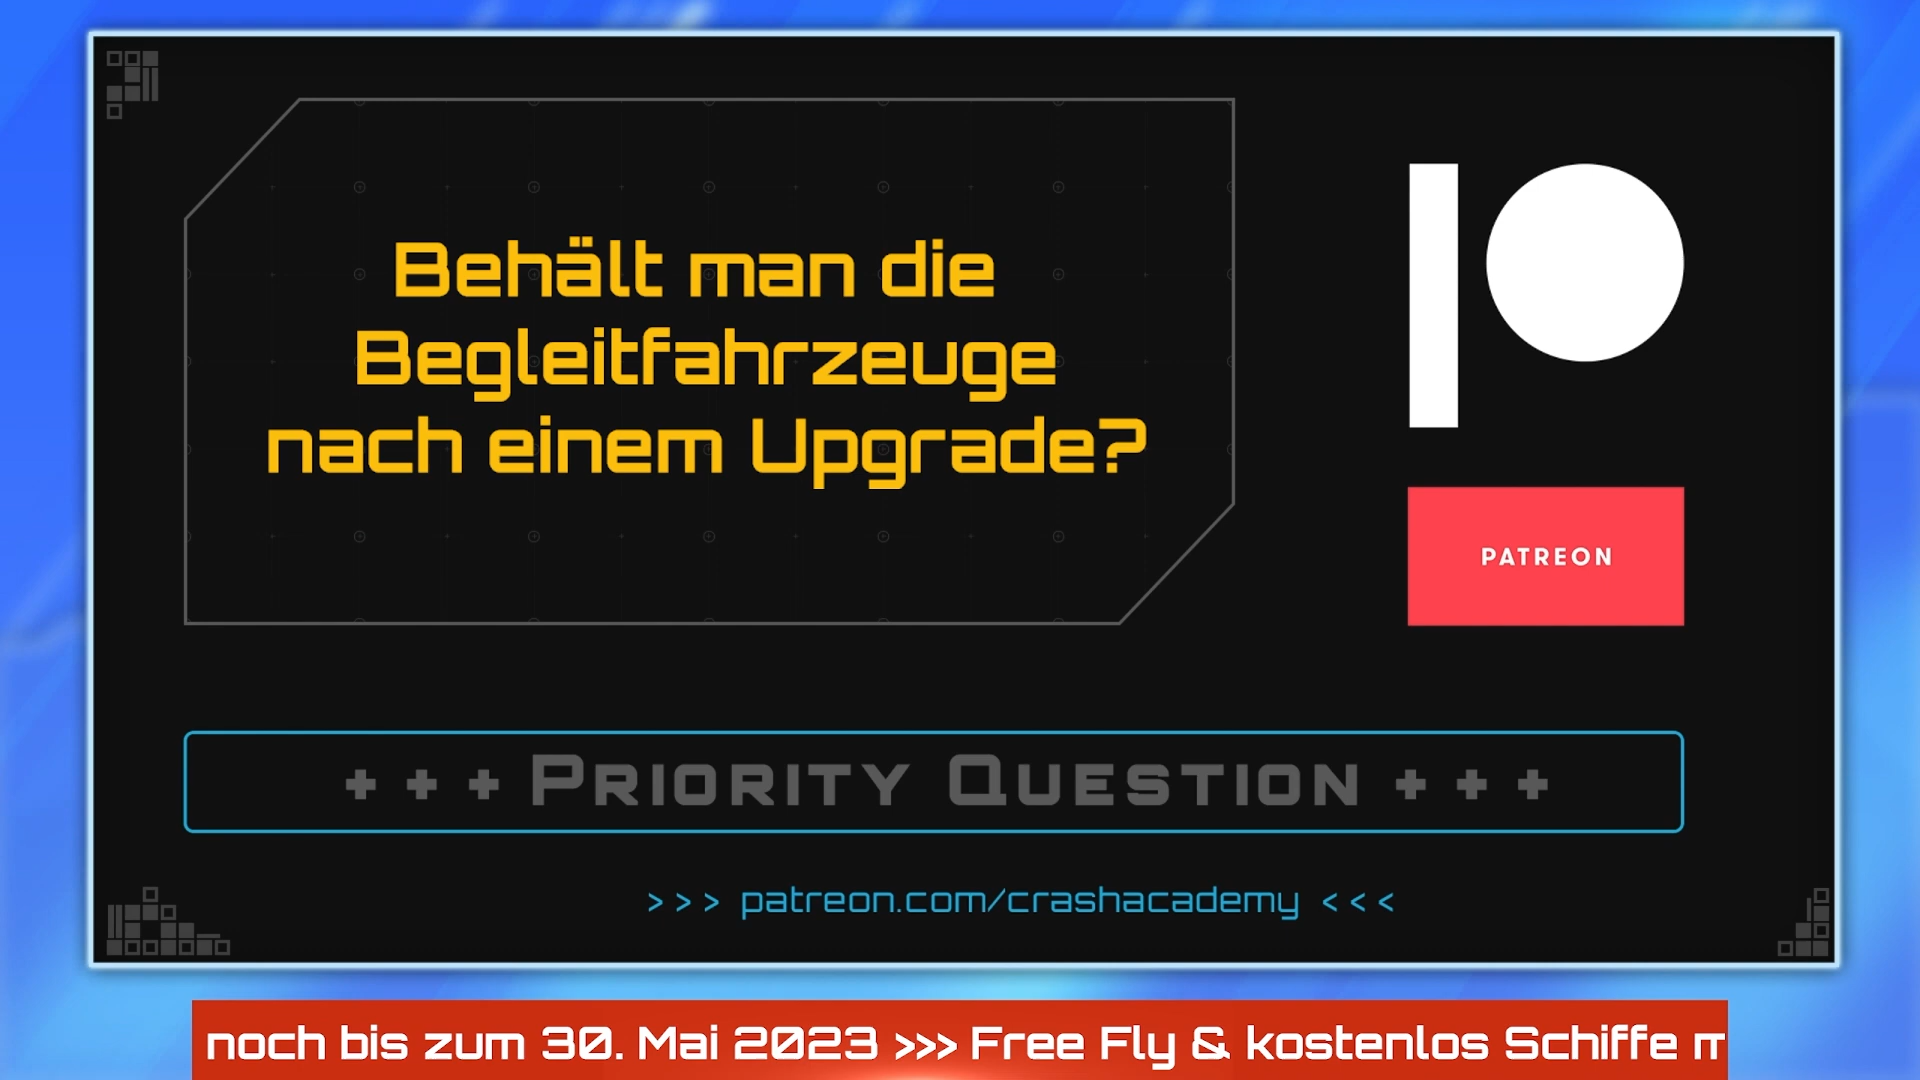 Behält man die
Begleitfahrzeuge
nach einem Upgrade?
PATREON
+ + + PRIORITY QUESTION + + +
> > > patreon.com/crashacademy < < <
noch bis zum 30. Mai 2023 >>> Free Fly & kostenlos Schiffe m